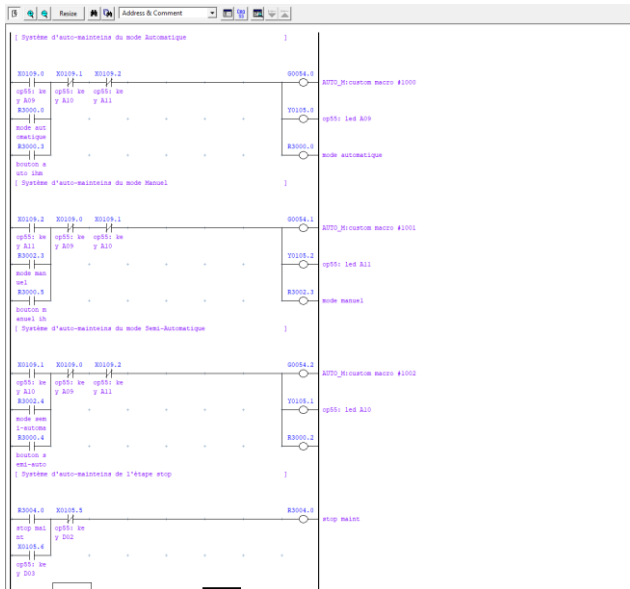 Resize Address & Comment
[ Système d'auto-mainteins du mode Automatique ]
X0109.0 X0109.1 X0109.2 G0054.0
AUTO_M:custom macro #1000
op55: ke op55: ke op55: ke
y A09 y A10 y A11
R3000.0 Y0105.0
op55: led A09
mode aut
omatique
R3000.3 R3000.0
mode automatique
bouton a
uto ihm
[ Système d'auto-mainteins du mode Manuel ]
X0109.2 X0109.0 X0109.1 G0054.1
AUTO_M:custom macro #1001
op55: ke op55: ke op55: ke
y A11 y A09 y A10
R3002.3 Y0105.2
op55: led A11
mode man
uel
R3000.5 R3002.3
mode manuel
bouton m
anuel ih
[ Système d'auto-mainteins du mode Semi-Automatique ]
X0109.1 X0109.0 X0109.2 G0054.2
AUTO_M:custom macro #1002
op55: ke op55: ke op55: ke
y A10 y A09 y A11
R3002.4 Y0105.1
op55: led A10
mode sem
i-automa
R3000.4 R3000.2
bouton s
emi-auto
[ Système d'auto-mainteins de l'étape stop ]
R3004.0 X0105.5 R3004.0
stop maint
stop mai op55: ke
nt y D02
X0105.6
op55: ke
y D03